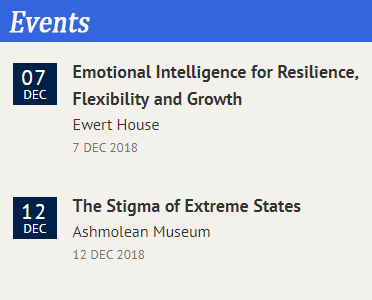 Events
07
DEC
Emotional Intelligence for Resilience,
Flexibility and Growth
Ewert House
7 DEC 2018
12
DEC
The Stigma of Extreme States
Ashmolean Museum
12 DEC 2018